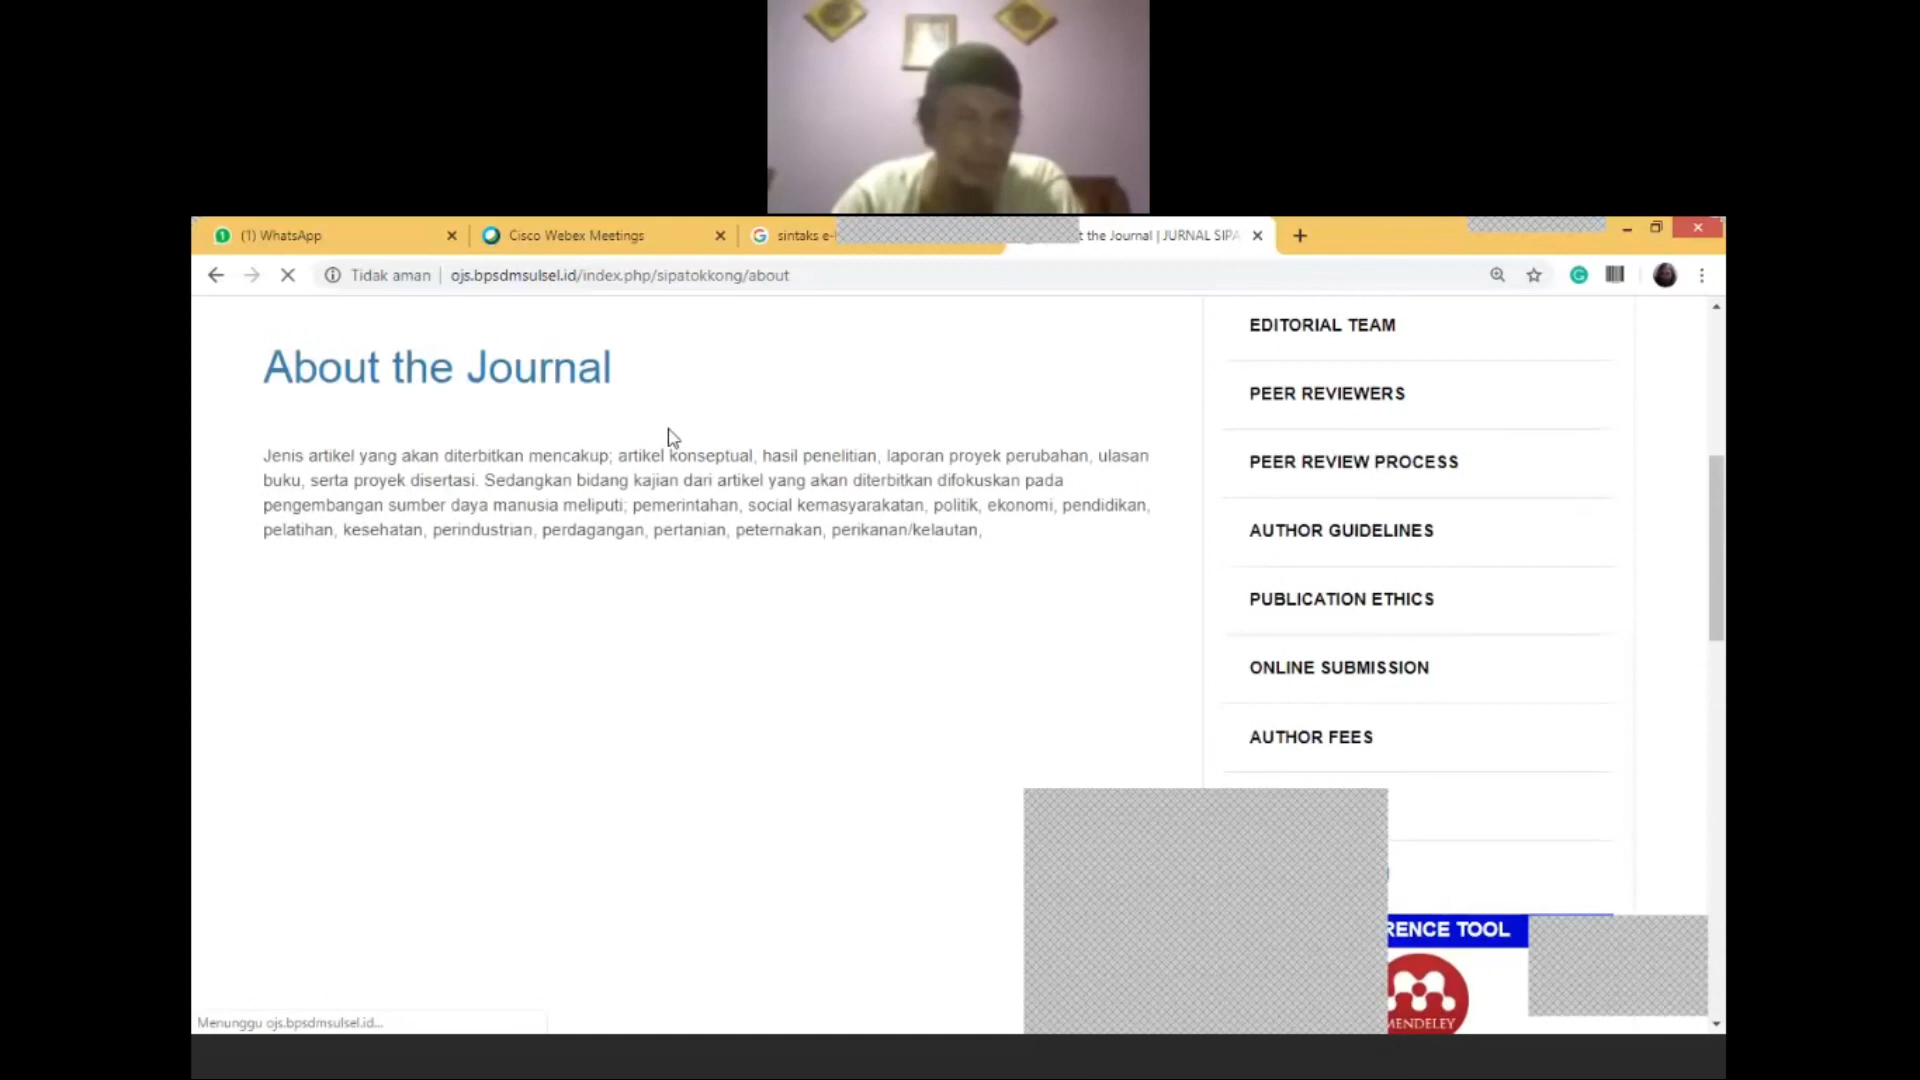 (1) WhatsApp
Cisco Webex Meetings
sintaks e-
t the Journal | JURNAL SIPA
Tidak aman
ojs.bpsdmsulsel.id/index.php/sipatokkong/about
About the Journal
Jenis artikel yang akan diterbitkan mencakup; artikel konseptual, hasil penelitian, laporan proyek perubahan, ulasan
buku, serta proyek disertasi. Sedangkan bidang kajian dari artikel yang akan diterbitkan difokuskan pada
pengembangan sumber daya manusia meliputi; pemerintahan, social kemasyarakatan, politik, ekonomi, pendidikan,
pelatihan, kesehatan, perindustrian, perdagangan, pertanian, peternakan, perikanan/kelautan,
EDITORIAL TEAM
PEER REVIEWERS
PEER REVIEW PROCESS
AUTHOR GUIDELINES
PUBLICATION ETHICS
ONLINE SUBMISSION
AUTHOR FEES
RENCE TOOL
MENDELEY
Menunggu ojs.bpsdmsulsel.id...